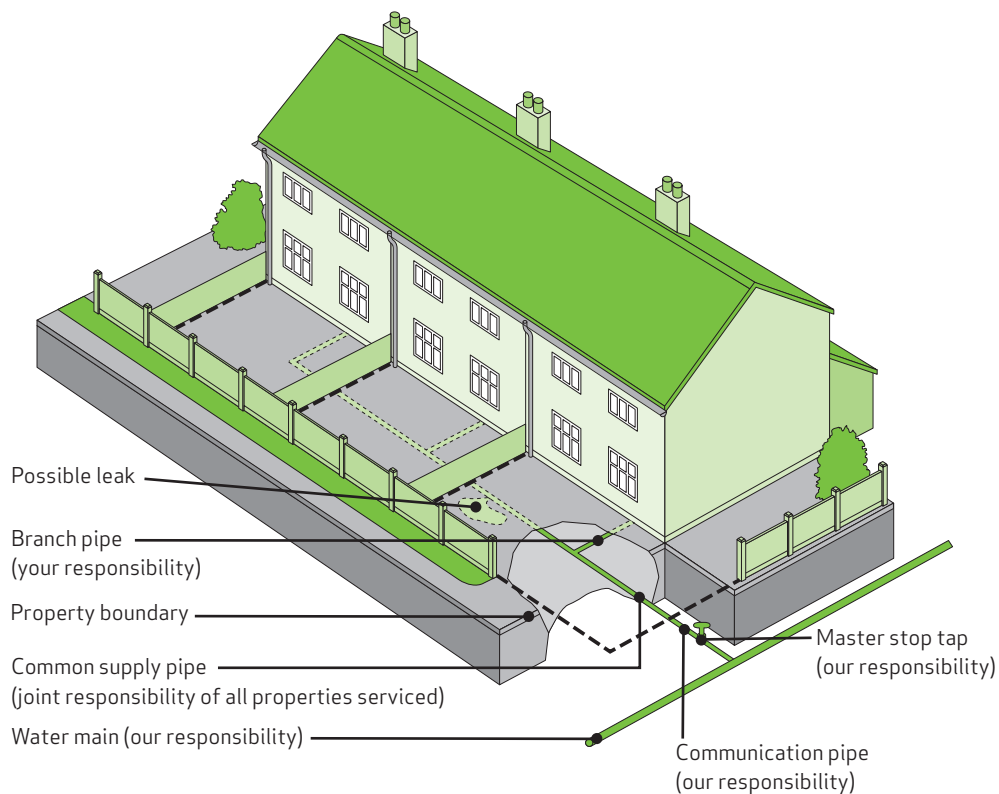 Possible leak
Branch pipe
(your responsibility)
Property boundary
Common supply pipe
(joint responsibility of all properties serviced)
Water main (our responsibility)
Master stop tap
(our responsibility)
Communication pipe
(our responsibility)